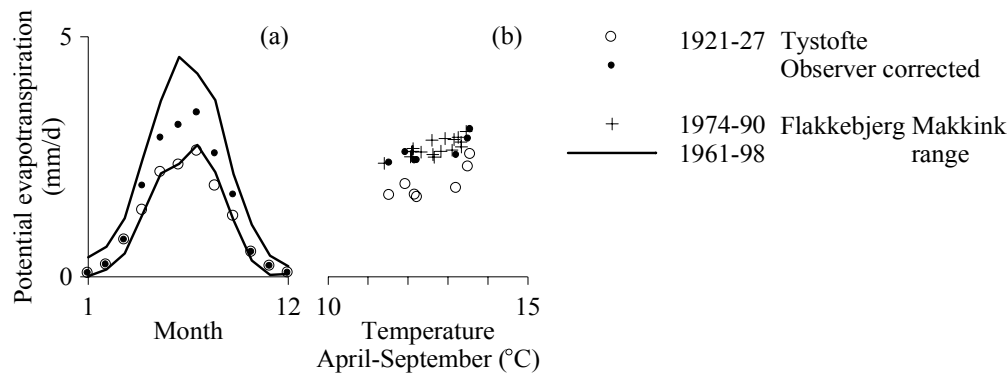 5
0
Potential evapotranspiration
(mm/d)
(a)
1
12
Month
(b)
10
15
Temperature
April-September (°C)
1921-27 Tystofte
Observer corrected
1974-90 Flakkebjerg Makkink
1961-98 range